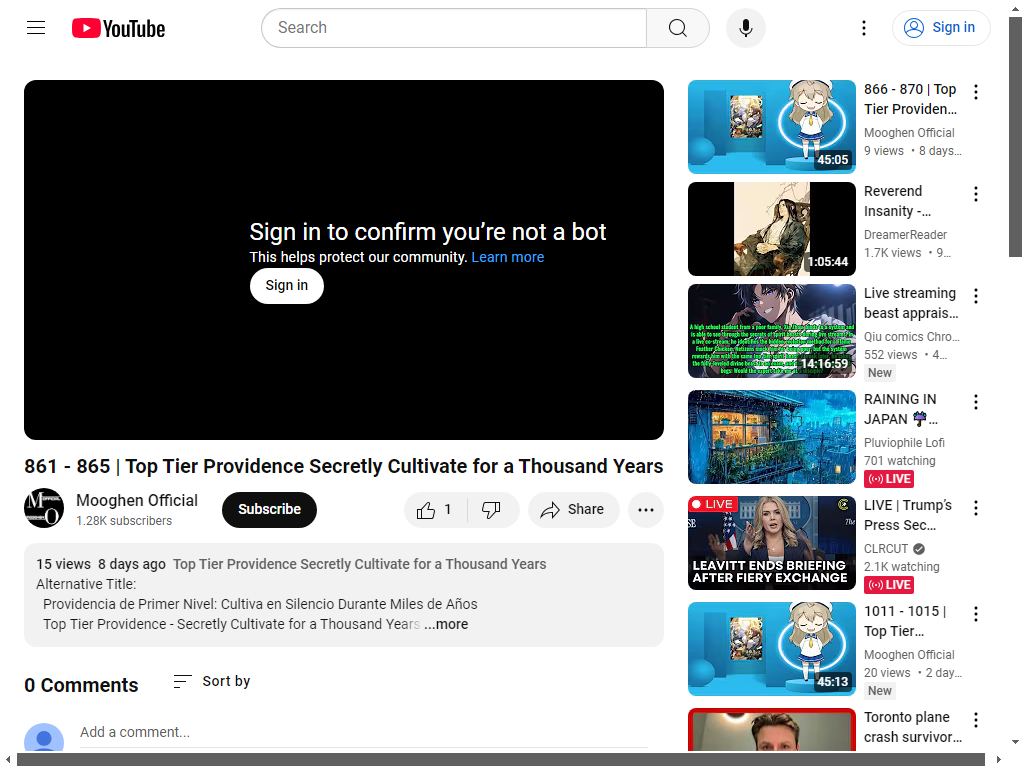 YouTube
Search
Sign in
Sign in to confirm you’re not a bot
This helps protect our community. Learn more
Sign in
861 - 865 | Top Tier Providence Secretly Cultivate for a Thousand Years
Mooghen Official
1.28K subscribers
Subscribe
1
Share
15 views 8 days ago Top Tier Providence Secretly Cultivate for a Thousand Years
Alternative Title:
Providencia de Primer Nivel: Cultiva en Silencio Durante Miles de Años
Top Tier Providence - Secretly Cultivate for a Thousand Years ...more
0 Comments
Sort by
Add a comment...
45:05
866 - 870 | Top
Tier Providen...
Mooghen Official
9 views • 8 days...
1:05:44
Reverend
Insanity -...
DreamerReader
1.7K views • 9...
14:16:59
Live streaming
beast apprais...
Qiu comics Chro...
552 views • 4...
New
RAINING IN
JAPAN ...
Pluviophile Lofi
701 watching
LIVE
LIVE
LEAVITT ENDS BRIEFING
AFTER FIERY EXCHANGE
LIVE | Trump’s
Press Sec...
CLRCUT
2.1K watching
LIVE
45:13
1011 - 1015 |
Top Tier...
Mooghen Official
20 views • 2 day...
New
Toronto plane
crash survivor...